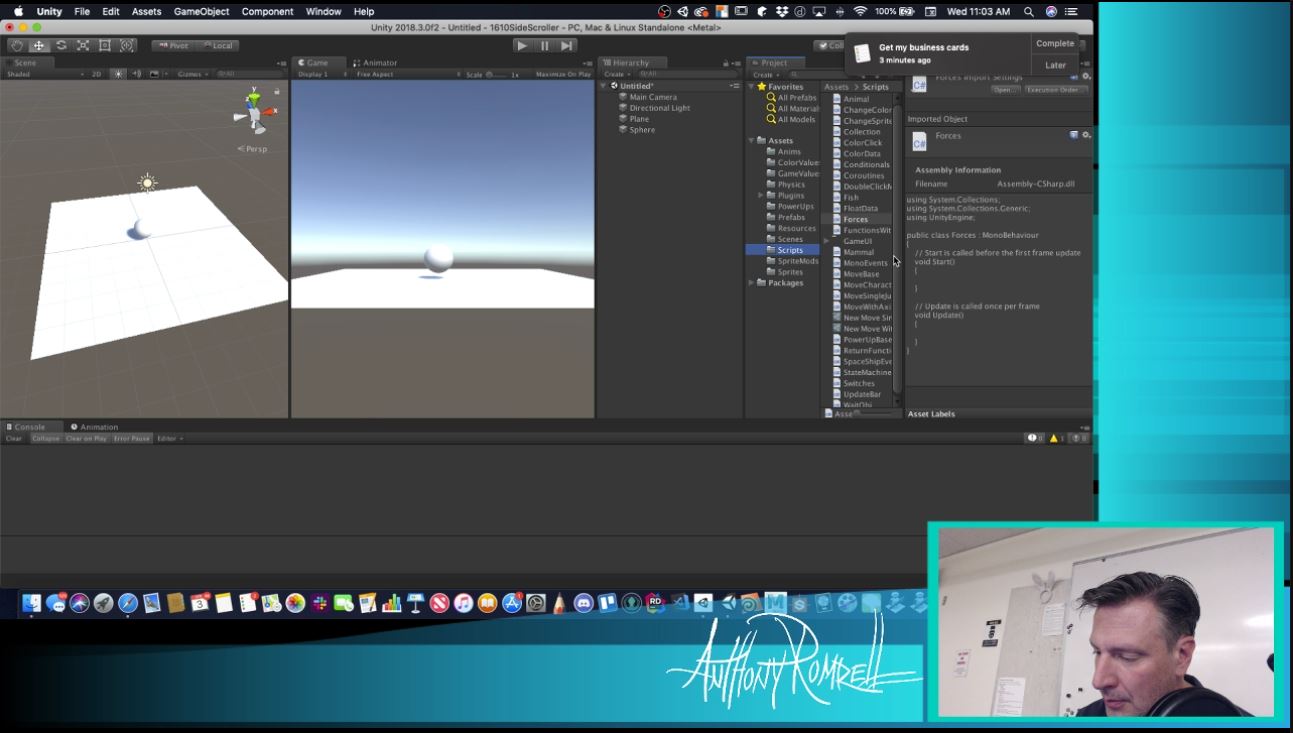 Unity File Edit Assets GameObject Component Window Help
100% Wed 11:03 AM
Unity 2018.3.0f2 - Untitled - 1610SideScroller - PC, Mac & Linux Standalone <Metal>
Pivot Local
Get my business cards
3 minutes ago
Complete
Later
Scene
Shaded 2D Gizmos All
y
x
Persp
Game Animator
Display 1 Free Aspect Scale 1x Maximize On Play
Hierarchy
Create All
Untitled*
Main Camera
Directional Light
Plane
Sphere
Project
Create
Favorites
All Prefabs
All Material
All Models
Assets
Anims
ColorValue
GameValue
Physics
Plugins
PowerUps
Prefabs
Resources
Scenes
Scripts
SpriteMods
Sprites
Packages
Assets > Scripts
Animal
ChangeColor
ChangeSprite
Collection
ColorClick
ColorData
Conditionals
Coroutines
DoubleClickM
Fish
FloatData
Forces
FunctionsWit
GameUI
Mammal
MonoEvents
MoveBase
MoveCharact
MoveSingleJu
MoveWithAxi
New Move Sin
New Move Wit
PowerUpBase
ReturnFuncti
SpaceShipEve
StateMachine
Switches
UpdateBar
WaitObj
Asse
Forces Import Settings
Open... Execution Order...
Imported Object
Forces
Assembly Information
Filename Assembly-CSharp.dll
using System.Collections;
using System.Collections.Generic;
using UnityEngine;
public class Forces : MonoBehaviour
{
// Start is called before the first frame update
void Start()
{
}
// Update is called once per frame
void Update()
{
}
}
Asset Labels
Console Animation
Clear Collapse Clear on Play Error Pause Editor
0 1 0
ANTHONY ROMRELL